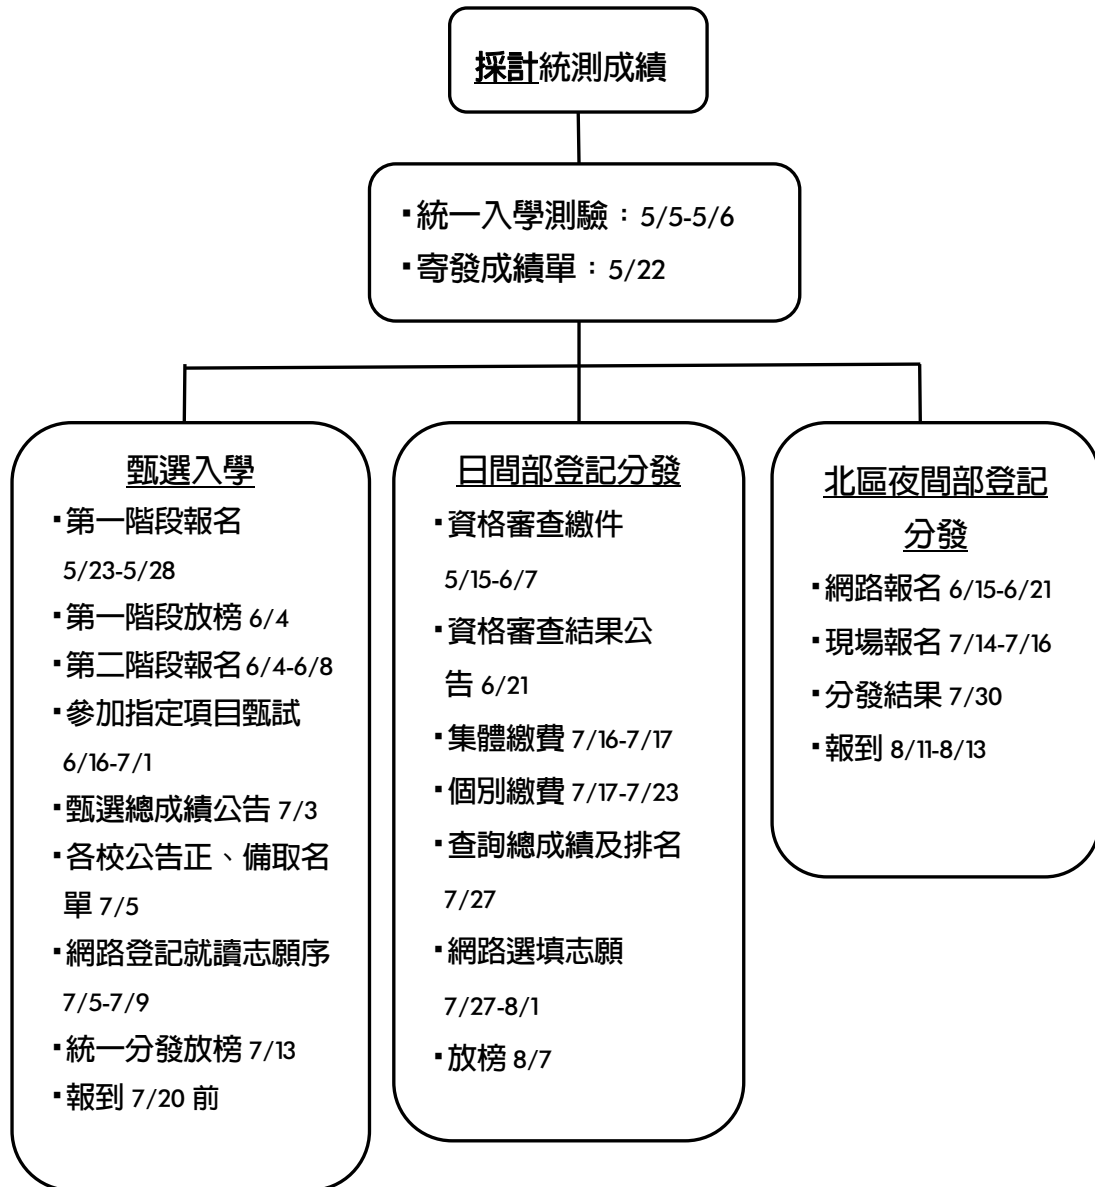 採計統測成績
▪統一入學測驗：5/5-5/6
▪寄發成績單：5/22
甄選入學
▪第一階段報名
5/23-5/28
▪第一階段放榜 6/4
▪第二階段報名 6/4-6/8
▪參加指定項目甄試
6/16-7/1
▪甄選總成績公告 7/3
▪各校公告正、備取名
單 7/5
▪網路登記就讀志願序
7/5-7/9
▪統一分發放榜 7/13
▪報到 7/20 前
日間部登記分發
▪資格審查繳件
5/15-6/7
▪資格審查結果公
告 6/21
▪集體繳費 7/16-7/17
▪個別繳費 7/17-7/23
▪查詢總成績及排名
7/27
▪網路選填志願
7/27-8/1
▪放榜 8/7
北區夜間部登記
分發
▪網路報名 6/15-6/21
▪現場報名 7/14-7/16
▪分發結果 7/30
▪報到 8/11-8/13